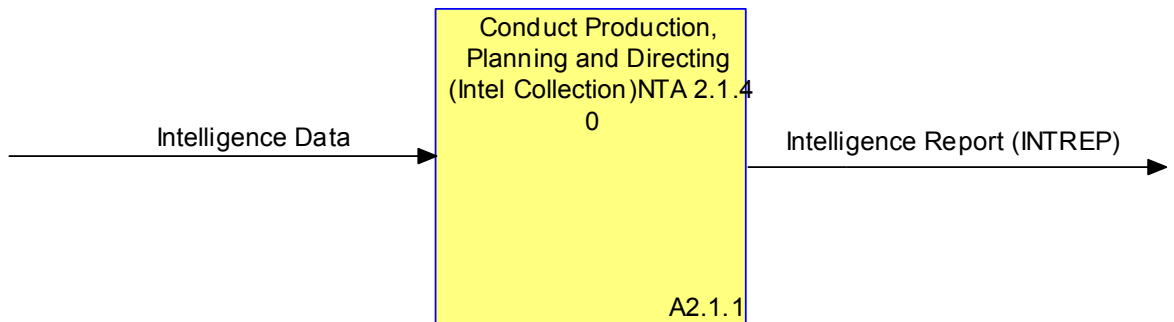 Conduct Production,
Planning and Directing
(Intel Collection)NTA 2.1.4
0
Intelligence Data
Intelligence Report (INTREP)
A2.1.1